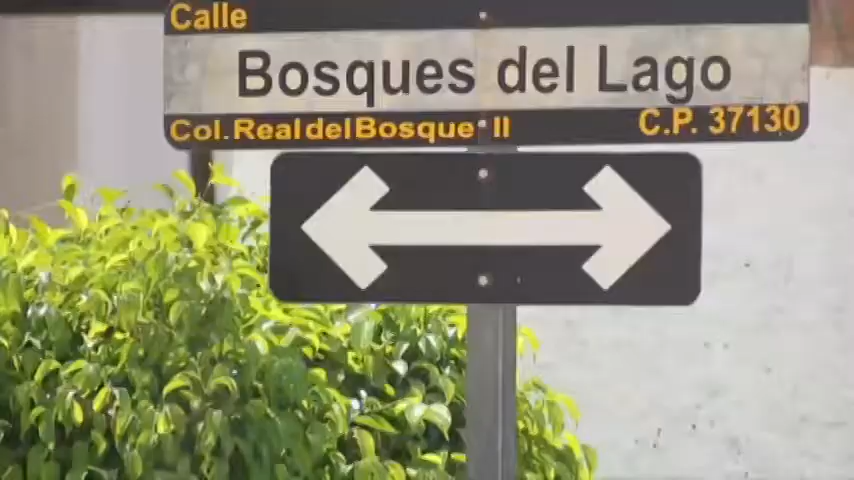 Calle
Bosques del Lago
Col. Real del Bosque II
C.P. 37130